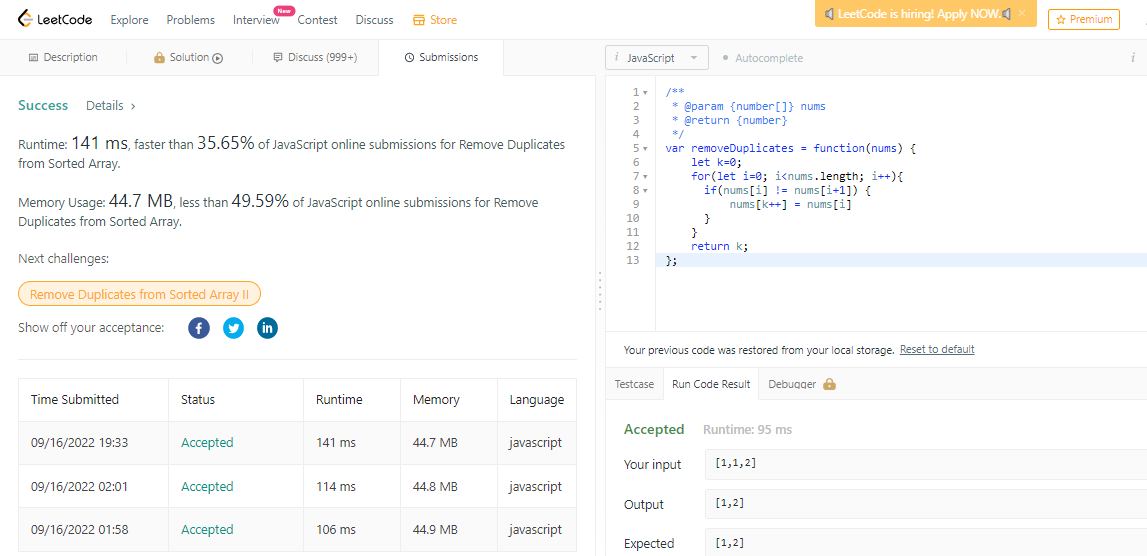 LeetCode Explore Problems Interview New Contest Discuss Store LeetCode is hiring! Apply NOW. × Premium
Description Solution Discuss (999+) Submissions
Success Details >
Runtime: 141 ms, faster than 35.65% of JavaScript online submissions for Remove Duplicates
from Sorted Array.
Memory Usage: 44.7 MB, less than 49.59% of JavaScript online submissions for Remove
Duplicates from Sorted Array.
Next challenges:
Remove Duplicates from Sorted Array II
Show off your acceptance:
Time Submitted Status Runtime Memory Language
09/16/2022 19:33 Accepted 141 ms 44.7 MB javascript
09/16/2022 02:01 Accepted 114 ms 44.8 MB javascript
09/16/2022 01:58 Accepted 106 ms 44.9 MB javascript
i JavaScript Autocomplete i
1 /**
2 * @param {number[]} nums
3 * @return {number}
4 */
5 var removeDuplicates = function(nums) {
6 let k=0;
7 for(let i=0; i<nums.length; i++){
8 if(nums[i] != nums[i+1]) {
9 nums[k++] = nums[i]
10 }
11 }
12 return k;
13 };
Your previous code was restored from your local storage. Reset to default
Testcase Run Code Result Debugger
Accepted Runtime: 95 ms
Your input [1,1,2]
Output [1,2]
Expected [1,2]